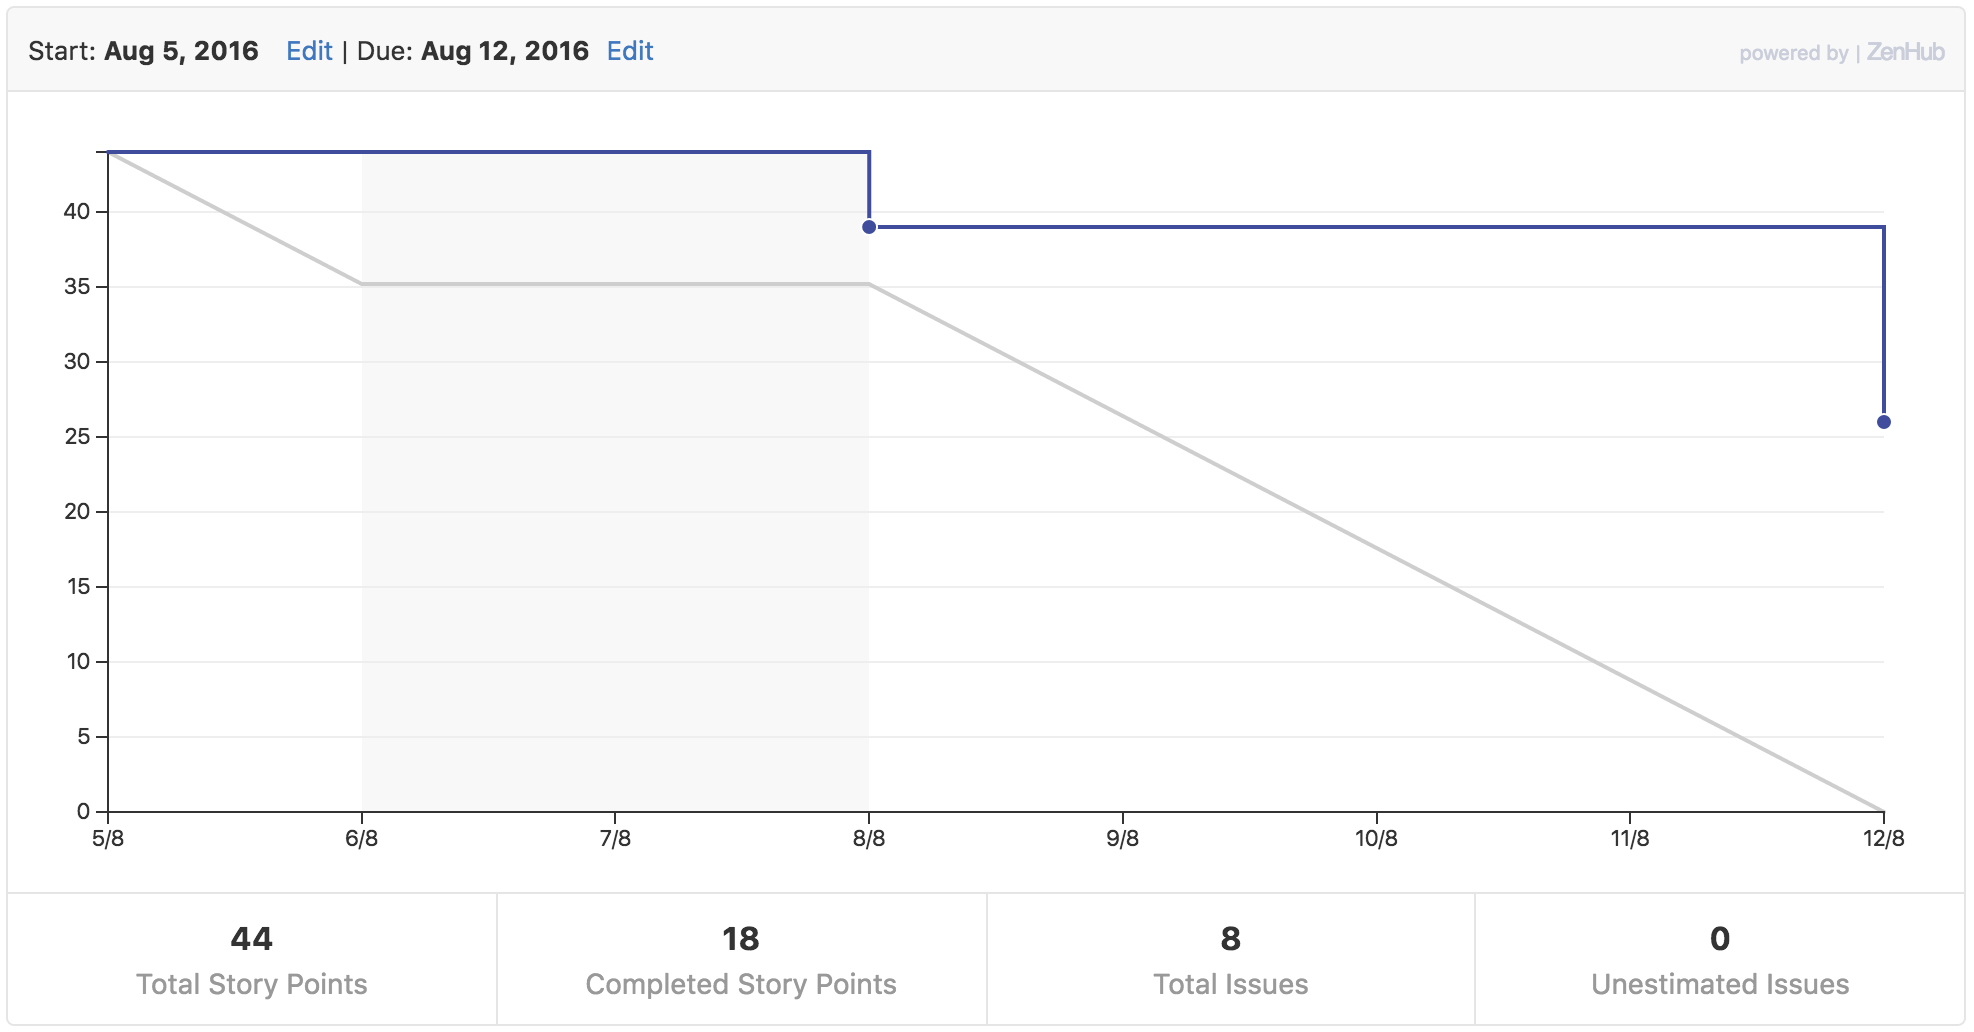 Start: Aug 5, 2016 Edit | Due: Aug 12, 2016 Edit
powered by | ZenHub
40
35
30
25
20
15
10
5
0
5/8 6/8 7/8 8/8 9/8 10/8 11/8 12/8
44 18 8 0
Total Story Points Completed Story Points Total Issues Unestimated Issues